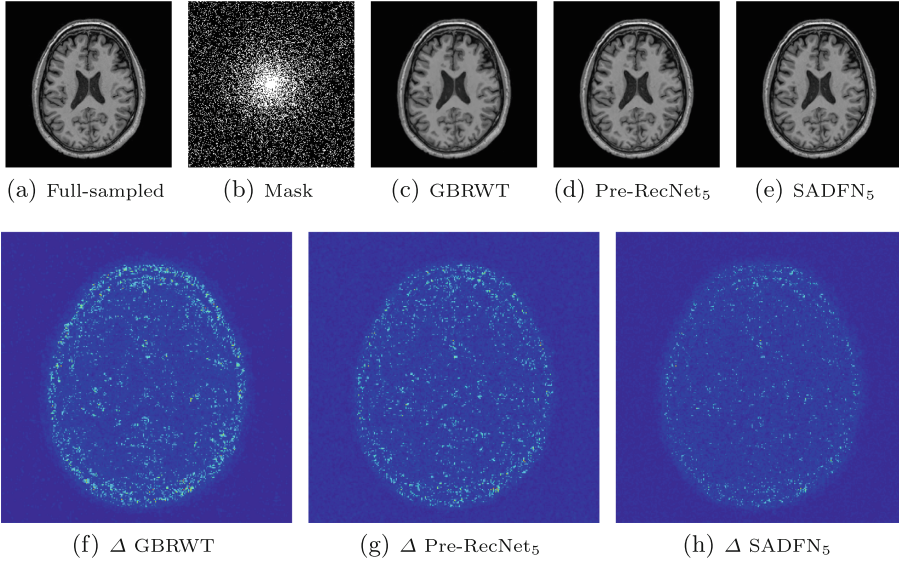 (a) Full-sampled
(b) Mask
(c) GBRWT
(d) Pre-RecNet₅
(e) SADFN₅
(f) Δ GBRWT
(g) Δ Pre-RecNet₅
(h) Δ SADFN₅